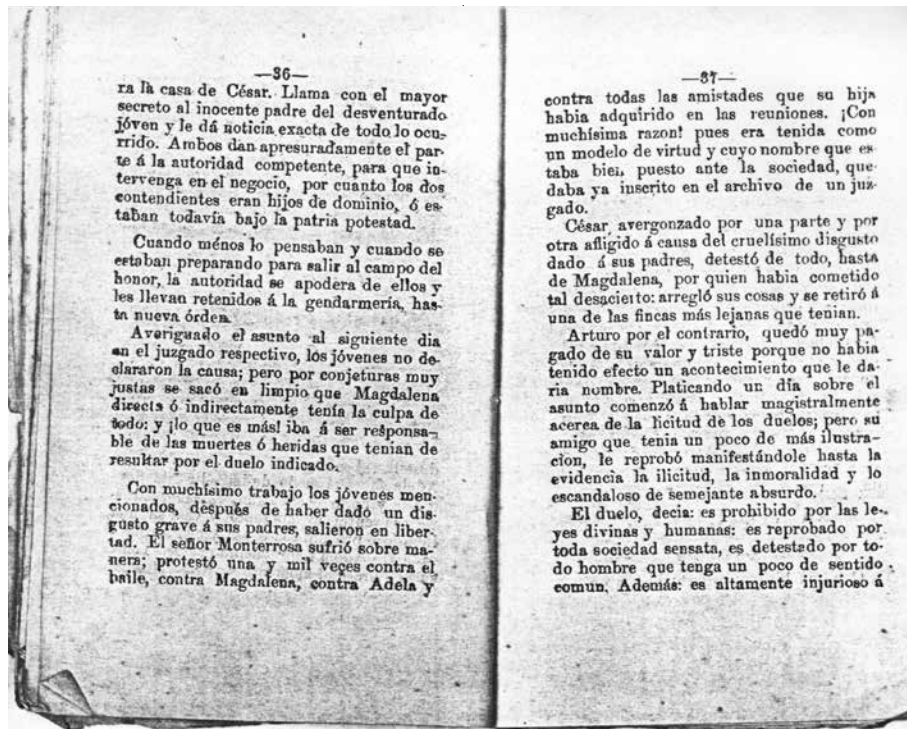 —36—
ra la casa de César. Llama con el mayor
secreto al inocente padre del desventurado
jóven y le dá noticia exacta de todo lo ocu-
rrido. Ambos dan apresuradamente el par-
te á la autoridad competente, para que in-
tervenga en el negocio, por cuanto los dos
contendientes eran hijos de dominio, ó es-
taban todavía bajo la patria potestad.
Cuando ménos lo pensaban y cuando se
estaban preparando para salir al campo del
honor, la autoridad se apodera de ellos y
les llevan retenidos á la gendarmería, has-
ta nueva órden.
Averiguado el asunto al siguiente dia
en el juzgado respectivo, los jóvenes no de-
clararon la causa; pero por conjeturas muy
justas se sacó en limpio que Magdalena
directa ó indirectamente tenía la culpa de
todo: y ¡lo que es más! iba á ser responsa-
ble de las muertes ó heridas que tenian de
resultar por el duelo indicado.
Con muchísimo trabajo los jóvenes men-
cionados, después de haber dado un dis-
gusto grave á sus padres, salieron en liber-
tad. El señor Monterrosa sufrió sobre ma-
nera; protestó una y mil veces contra el
baile, contra Magdalena, contra Adela y
—37—
contra todas las amistades que su hija
habia adquirido en las reuniones. ¡Con
muchísima razon! pues era tenida como
un modelo de virtud y cuyo nombre que es
taba bien puesto ante la sociedad, que-
daba ya inscrito en el archivo de un juz-
gado.
César avergonzado por una parte y por
otra afligido á causa del cruelísimo disgusto
dado á sus padres, detestó de todo, hasta
de Magdalena, por quien habia cometido
tal desacierto: arregló sus cosas y se retiró á
una de las fincas más lejanas que tenian.
Arturo por el contrario, quedó muy pa-
gado de su valor y triste porque no habia
tenido efecto un acontecimiento que le da-
ria nombre. Platicando un dia sobre el
asunto comenzó á hablar magistralmente
acerca de la licitud de los duelos; pero su
amigo que tenia un poco de más ilustra-
cion, le reprobó manifestándole hasta la
evidencia la ilicitud, la inmoralidad y lo
escandaloso de semejante absurdo.
El duelo, decia: es prohibido por las le-
yes divinas y humanas: es reprobado por
toda sociedad sensata, es detestado por to-
do hombre que tenga un poco de sentido
comun. Además: es altamente injurioso á